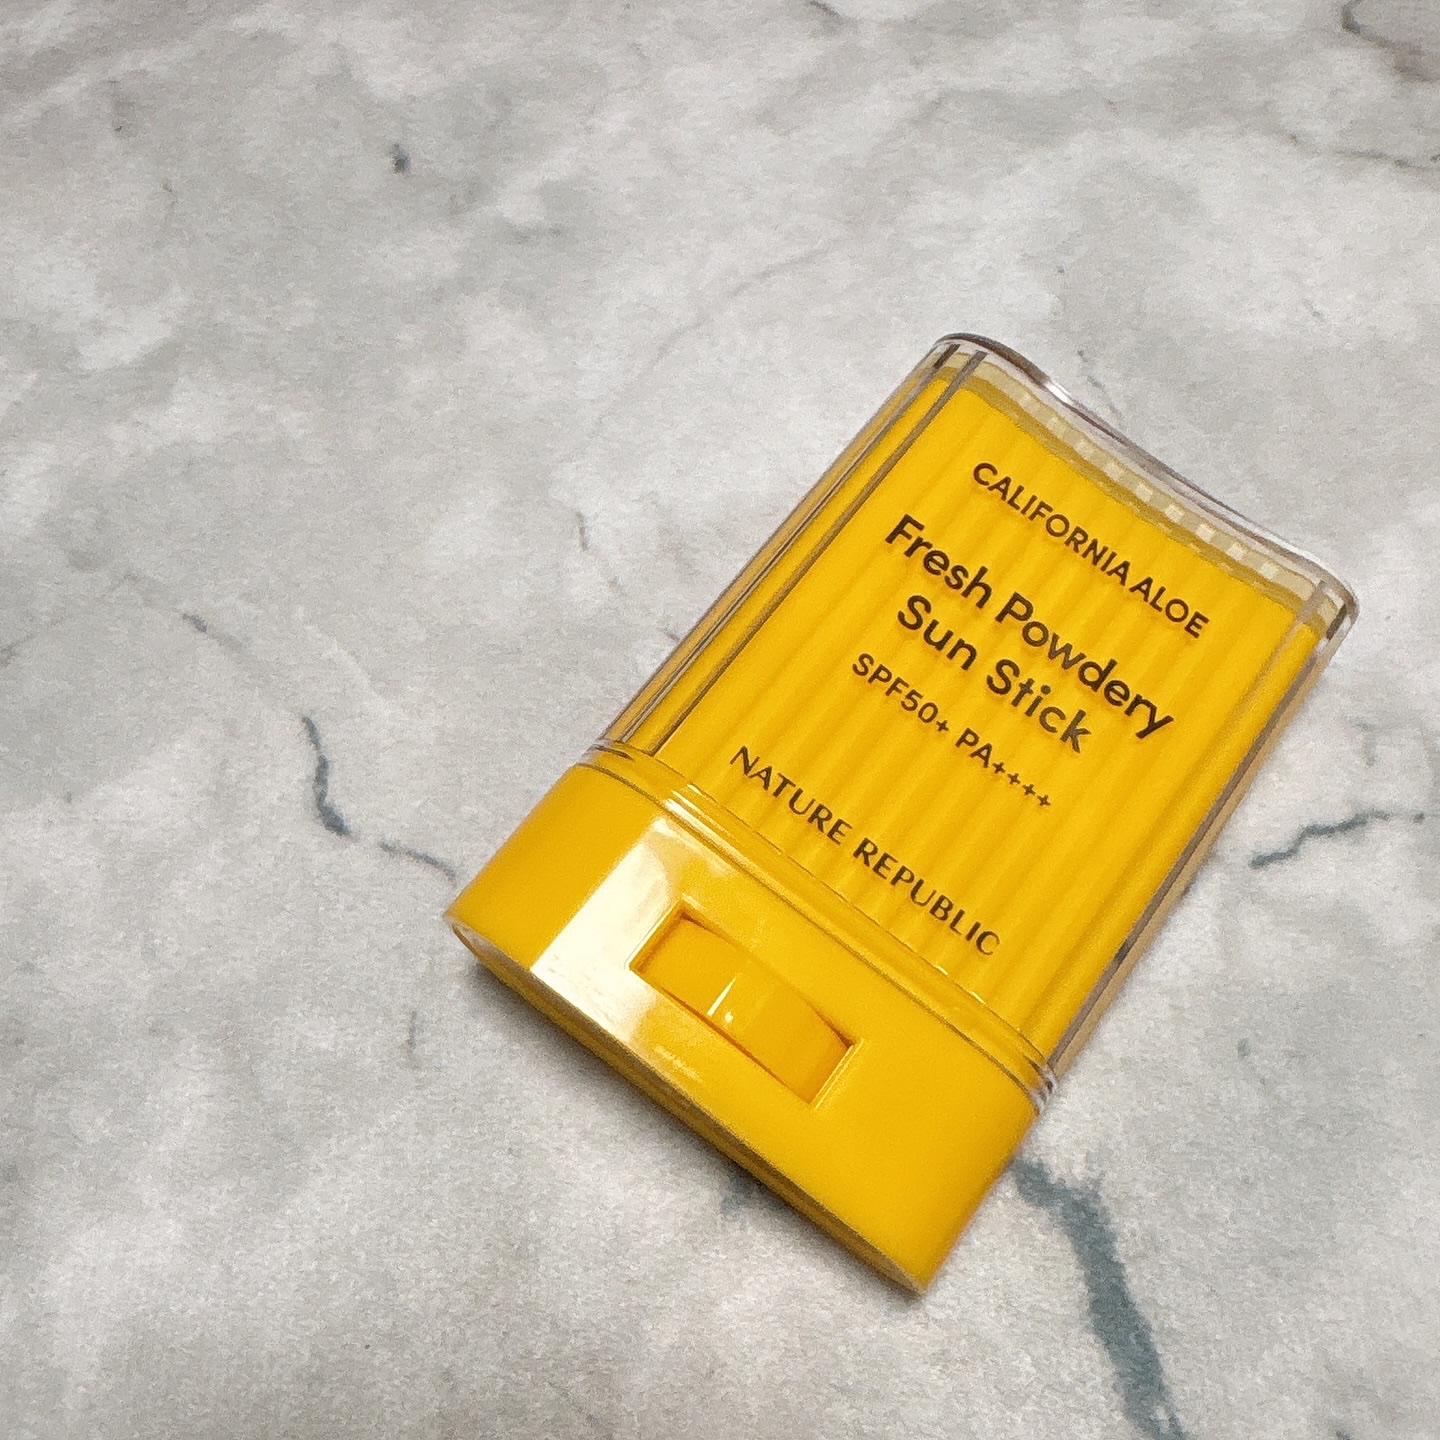 CALIFORNIA ALOE
Fresh Powdery
Sun Stick
SPF50+ PA++++
NATURE REPUBLIC